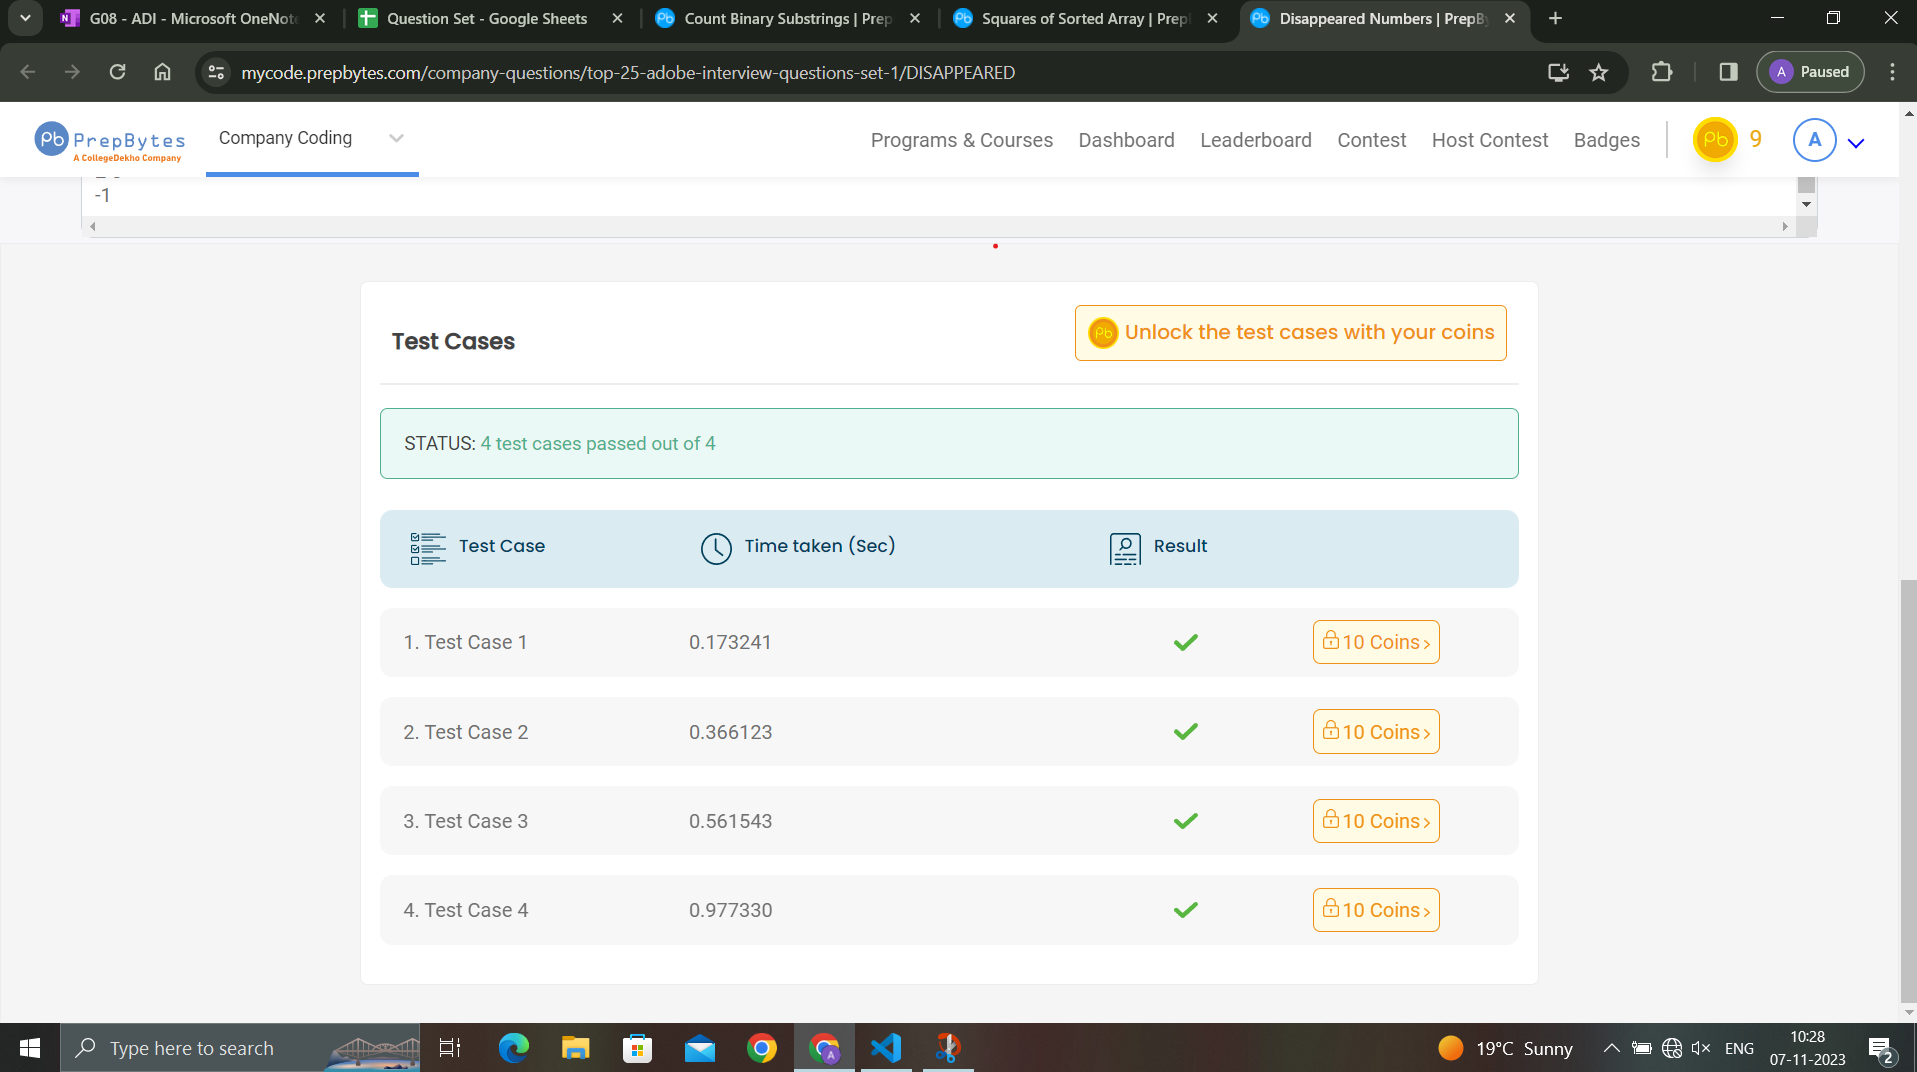 G08 - ADI - Microsoft OneNot
Question Set - Google Sheets
Count Binary Substrings | Prep
Squares of Sorted Array | Prep
Disappeared Numbers | PrepBy
mycode.prepbytes.com/company-questions/top-25-adobe-interview-questions-set-1/DISAPPEARED
A Paused
Pb PrepBytes
A CollegeDekho Company
Company Coding
Programs & Courses
Dashboard
Leaderboard
Contest
Host Contest
Badges
Pb 9
A
-1
Test Cases
Pb Unlock the test cases with your coins
STATUS: 4 test cases passed out of 4
Test Case
Time taken (Sec)
Result
1. Test Case 1 0.173241 10 Coins >
2. Test Case 2 0.366123 10 Coins >
3. Test Case 3 0.561543 10 Coins >
4. Test Case 4 0.977330 10 Coins >
Type here to search
19°C Sunny
ENG
10:28
07-11-2023
2